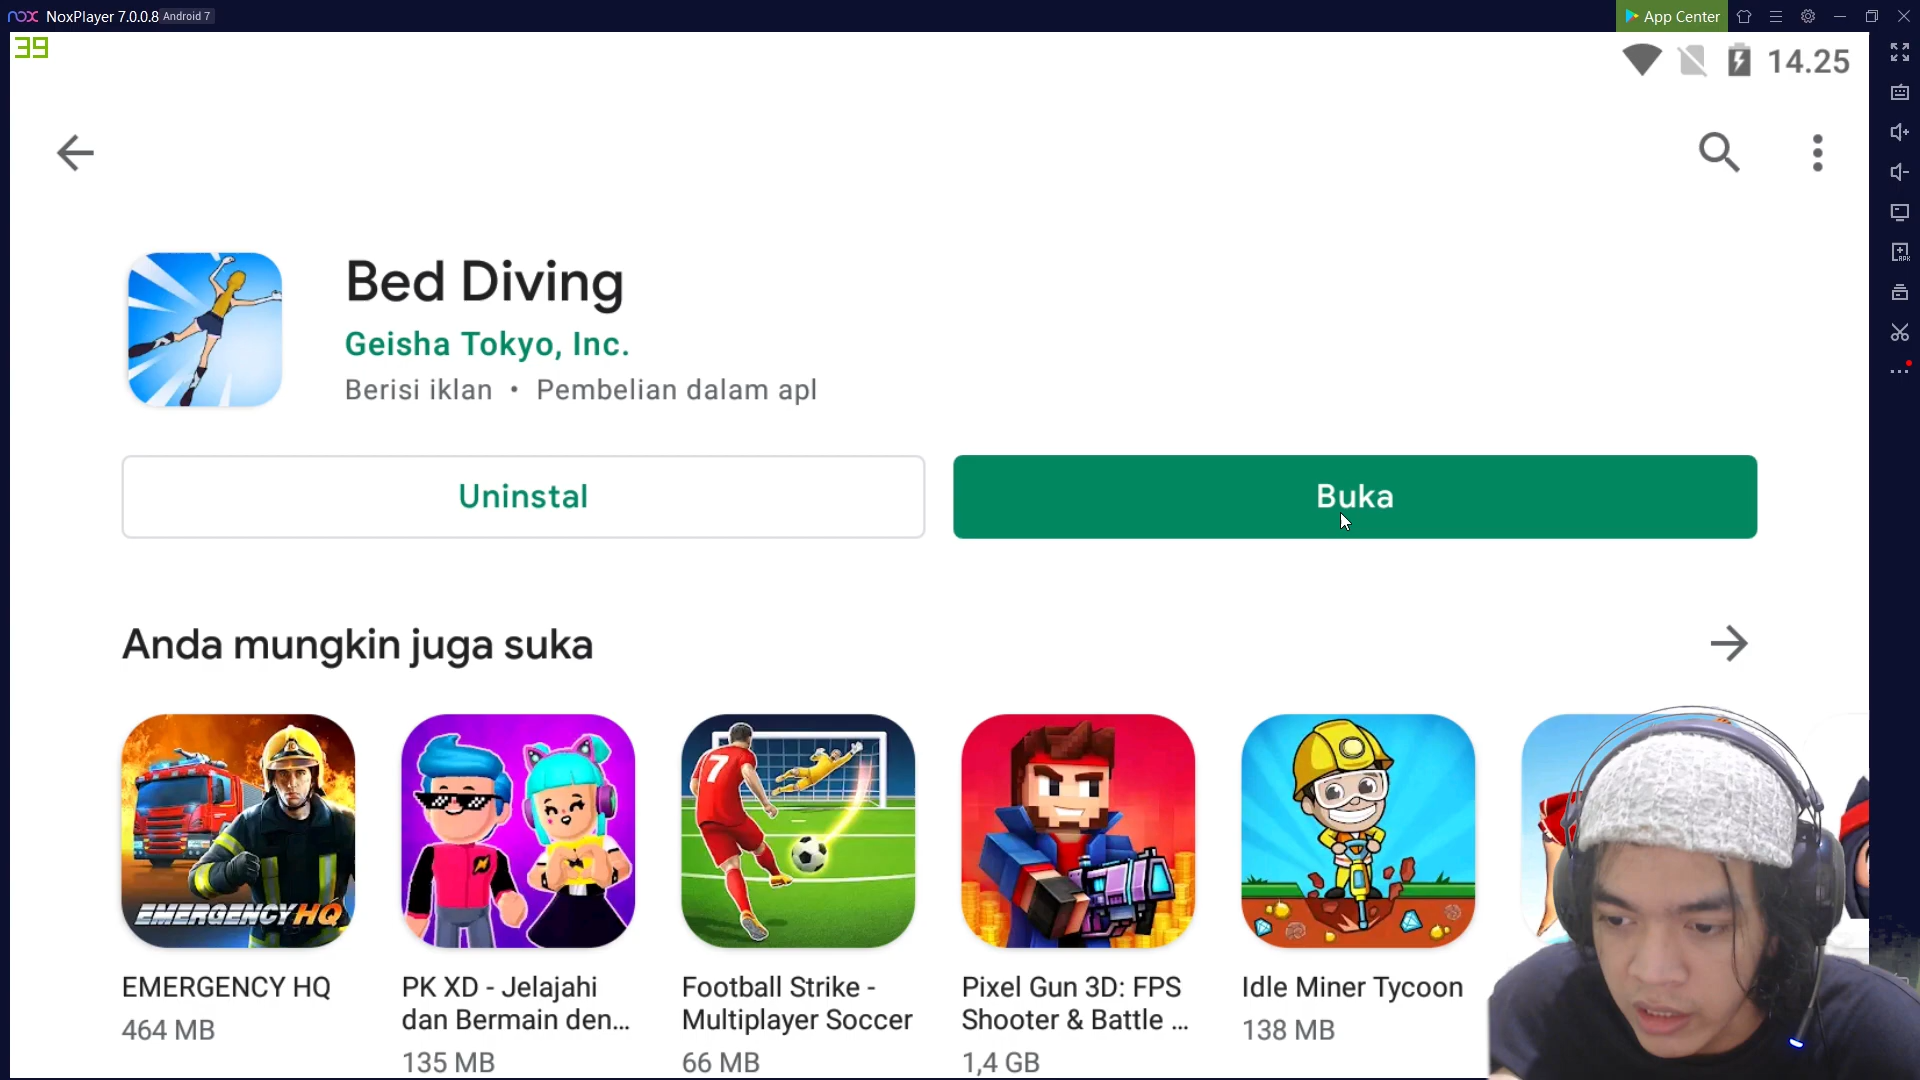 nox NoxPlayer 7.0.0.8 Android 7
App Center
39
14.25
Bed Diving
Geisha Tokyo, Inc.
Berisi iklan • Pembelian dalam apl
Uninstal
Buka
Anda mungkin juga suka
7
EMERGENCY HQ
EMERGENCY HQ
464 MB
PK XD - Jelajahi
dan Bermain den...
135 MB
Football Strike -
Multiplayer Soccer
66 MB
Pixel Gun 3D: FPS
Shooter & Battle ...
1,4 GB
Idle Miner Tycoon
138 MB